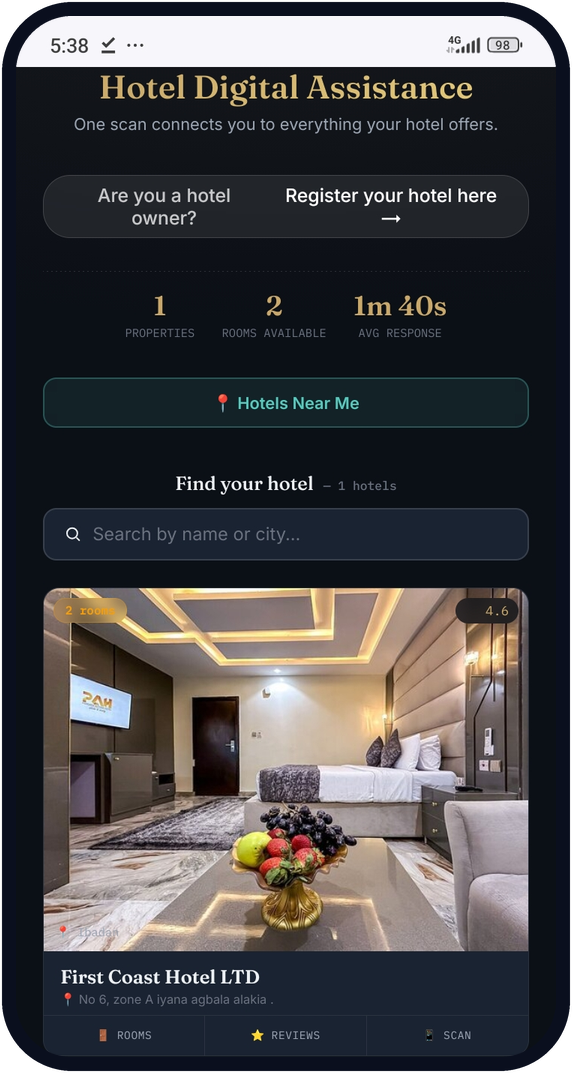 5:38
4G
98
Hotel Digital Assistance
One scan connects you to everything your hotel offers.
Are you a hotel
owner?
Register your hotel here
→
1
2
1m 40s
PROPERTIES
ROOMS AVAILABLE
AVG RESPONSE
📍 Hotels Near Me
Find your hotel — 1 hotels
Search by name or city...
2 rooms
4.6
PAH
📍 Ibadan
First Coast Hotel LTD
📍 No 6, zone A iyana agbala alakia .
🚪 ROOMS
⭐ REVIEWS
📱 SCAN